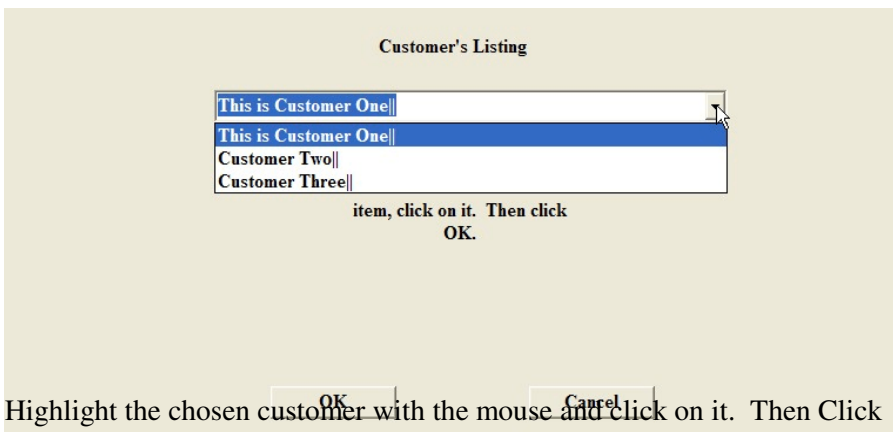 Customer's Listing
This is Customer One||
This is Customer One||
Customer Two||
Customer Three||
item, click on it. Then click
OK.
OK Cancel
Highlight the chosen customer with the mouse and click on it. Then Click